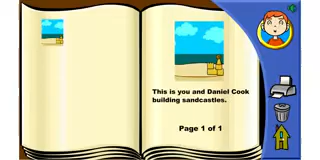 This is you and Daniel Cook
building sandcastles.
Page 1 of 1